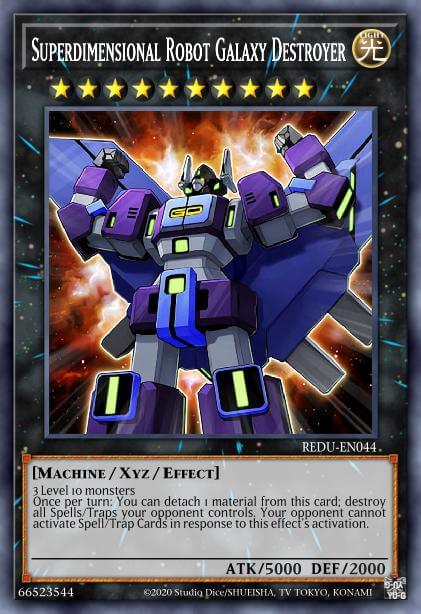 SUPERDIMENSIONAL ROBOT GALAXY DESTROYER
LIGHT
光
GD
REDU-EN044
[MACHINE / XYZ / EFFECT]
3 Level 10 monsters
Once per turn: You can detach 1 material from this card; destroy
all Spells/Traps your opponent controls. Your opponent cannot
activate Spell/Trap Cards in response to this effect's activation.
ATK/5000 DEF/2000
66523544
©2020 Studio Dice/SHUEISHA, TV TOKYO, KONAMI